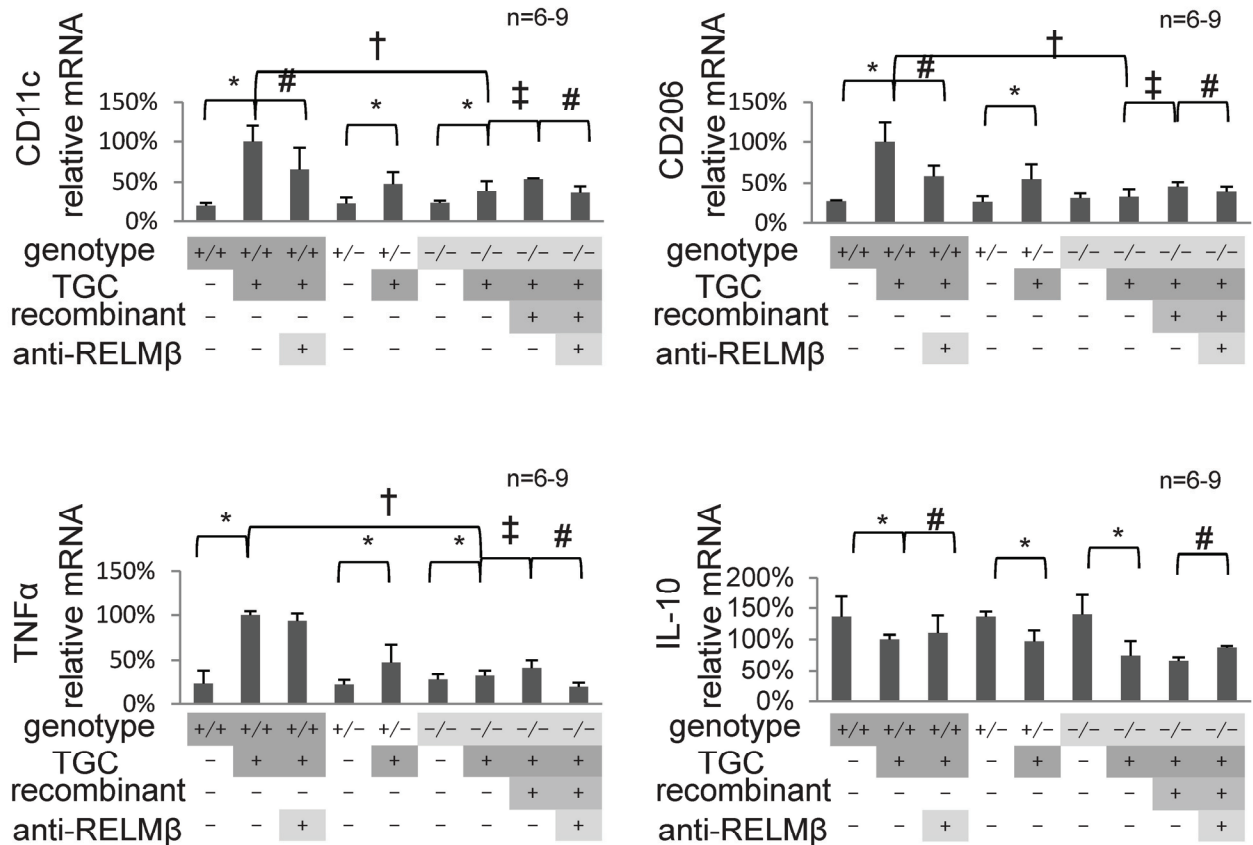 n=6-9
CD11c
relative mRNA
†
* # * * ‡ #
150%
100%
50%
0%
genotype +/+ +/+ +/+ +/− +/− −/− −/− −/− −/−
TGC − + + − + − + + +
recombinant − − − − − − − + +
anti-RELMβ − − + − − − − − +
n=6-9
CD206
relative mRNA
†
* # * ‡ #
150%
100%
50%
0%
genotype +/+ +/+ +/+ +/− +/− −/− −/− −/− −/−
TGC − + + − + − + + +
recombinant − − − − − − − + +
anti-RELMβ − − + − − − − − +
n=6-9
TNFα
relative mRNA
†
* * * ‡ #
150%
100%
50%
0%
genotype +/+ +/+ +/+ +/− +/− −/− −/− −/− −/−
TGC − + + − + − + + +
recombinant − − − − − − − + +
anti-RELMβ − − + − − − − − +
n=6-9
IL-10
relative mRNA
* # * * #
200%
150%
100%
50%
0%
genotype +/+ +/+ +/+ +/− +/− −/− −/− −/− −/−
TGC − + + − + − + + +
recombinant − − − − − − − + +
anti-RELMβ − − + − − − − − +